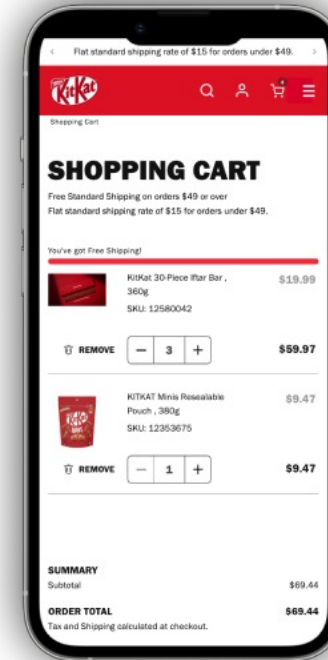 Flat standard shipping rate of $15 for orders under $49.
KitKat
Shopping Cart
SHOPPING CART
Free Standard Shipping on orders $49 or over
Flat standard shipping rate of $15 for orders under $49.
You've got Free Shipping!
KitKat 30-Piece Iftar Bar , $19.99
360g
SKU: 12580042
REMOVE − 3 + $59.97
KITKAT Minis Resealable $9.47
Pouch , 380g
SKU: 12353675
REMOVE − 1 + $9.47
SUMMARY
Subtotal $69.44
ORDER TOTAL $69.44
Tax and Shipping calculated at checkout.